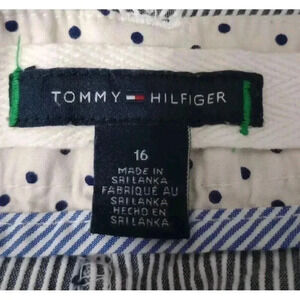 TOMMY HILFIGER
16
MADE IN
SRI LANKA
FABRIQUÉ AU
SRI LANKA
HECHO EN
SRI LANKA